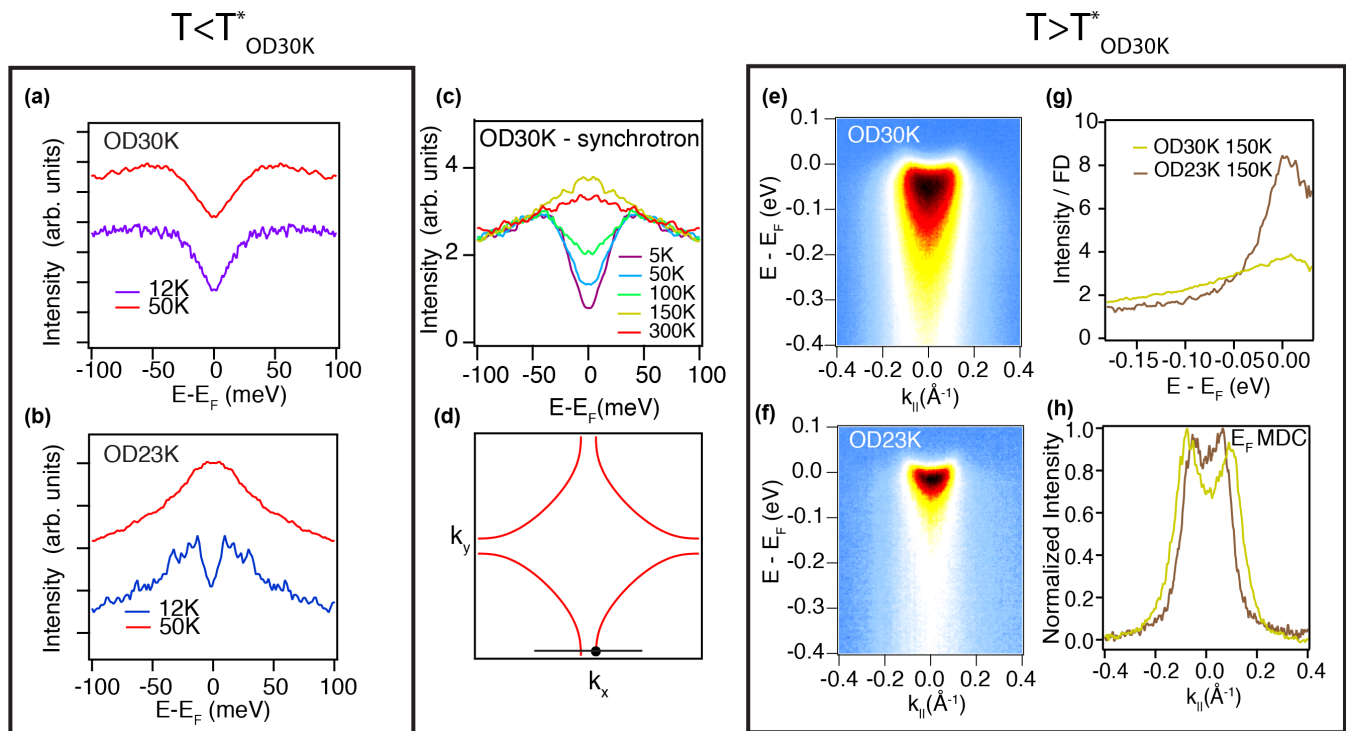 T<T*OD30K
T>T*OD30K
(a)
OD30K
Intensity (arb. units)
12K
50K
-100 -50 0 50 100
E-EF (meV)
(b)
OD23K
Intensity (arb. units)
12K
50K
-100 -50 0 50 100
E-EF (meV)
(c)
OD30K - synchrotron
Intensity (arb. units)
4
2
0
5K
50K
100K
150K
300K
-100 -50 0 50 100
E-EF(meV)
(d)
ky
kx
(e)
OD30K
E - EF (eV)
0.1
0.0
-0.1
-0.2
-0.3
-0.4
-0.4 -0.2 0.0 0.2 0.4
k||(Å-1)
(f)
OD23K
E - EF (eV)
0.1
0.0
-0.1
-0.2
-0.3
-0.4
-0.4 -0.2 0.0 0.2 0.4
k||(Å-1)
(g)
OD30K 150K
OD23K 150K
Intensity / FD
10
8
6
4
2
0
-0.15 -0.10 -0.05 0.00
E - EF (eV)
(h)
EF MDC
Normalized Intensity
1.0
0.8
0.6
0.4
0.2
0.0
-0.4 -0.2 0.0 0.2 0.4
k||(Å-1)